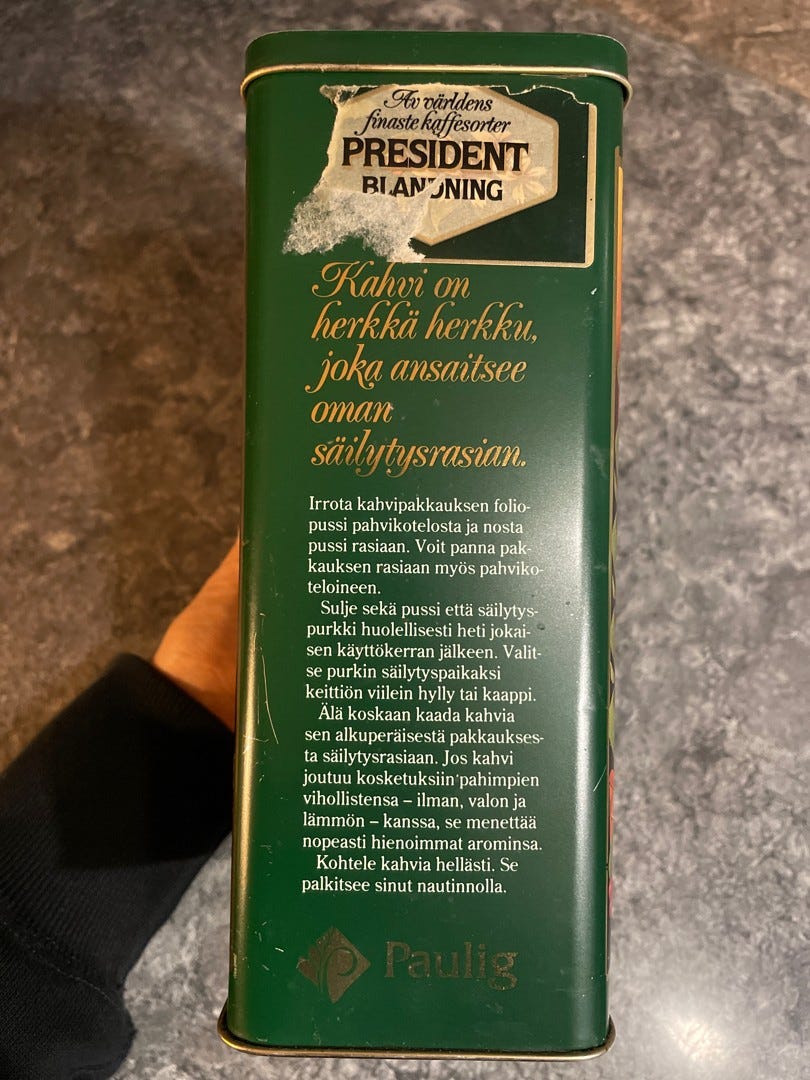 Av världens
finaste kaffesorter
PRESIDENT
BLANDNING
Kahvi on
herkkä herkku,
joka ansaitsee
oman
säilytysrasian.
Irrota kahvipakkauksen folio-
pussi pahvikotelosta ja nosta
pussi rasiaan. Voit panna pak-
kauksen rasiaan myös pahviko-
teloineen.
Sulje sekä pussi että säilytys-
purkki huolellisesti heti jokai-
sen käyttökerran jälkeen. Valit-
se purkin säilytyspaikaksi
keittiön viilein hylly tai kaappi.
Älä koskaan kaada kahvia
sen alkuperäisestä pakkaukses-
ta säilytysrasiaan. Jos kahvi
joutuu kosketuksiin pahimpien
vihollistensa – ilman, valon ja
lämmön – kanssa, se menettää
nopeasti hienoimmat arominsa.
Kohtele kahvia hellästi. Se
palkitsee sinut nautinnolla.
Paulig